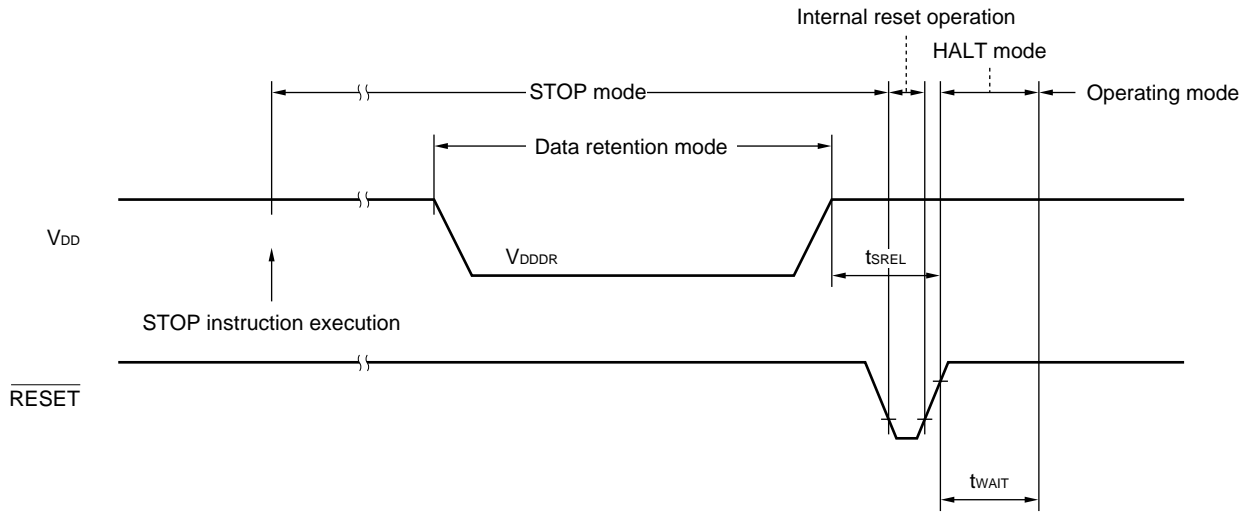 Internal reset operation
HALT mode
STOP mode
Operating mode
Data retention mode
VDD
VDDDR
tSREL
STOP instruction execution
RESET
tWAIT